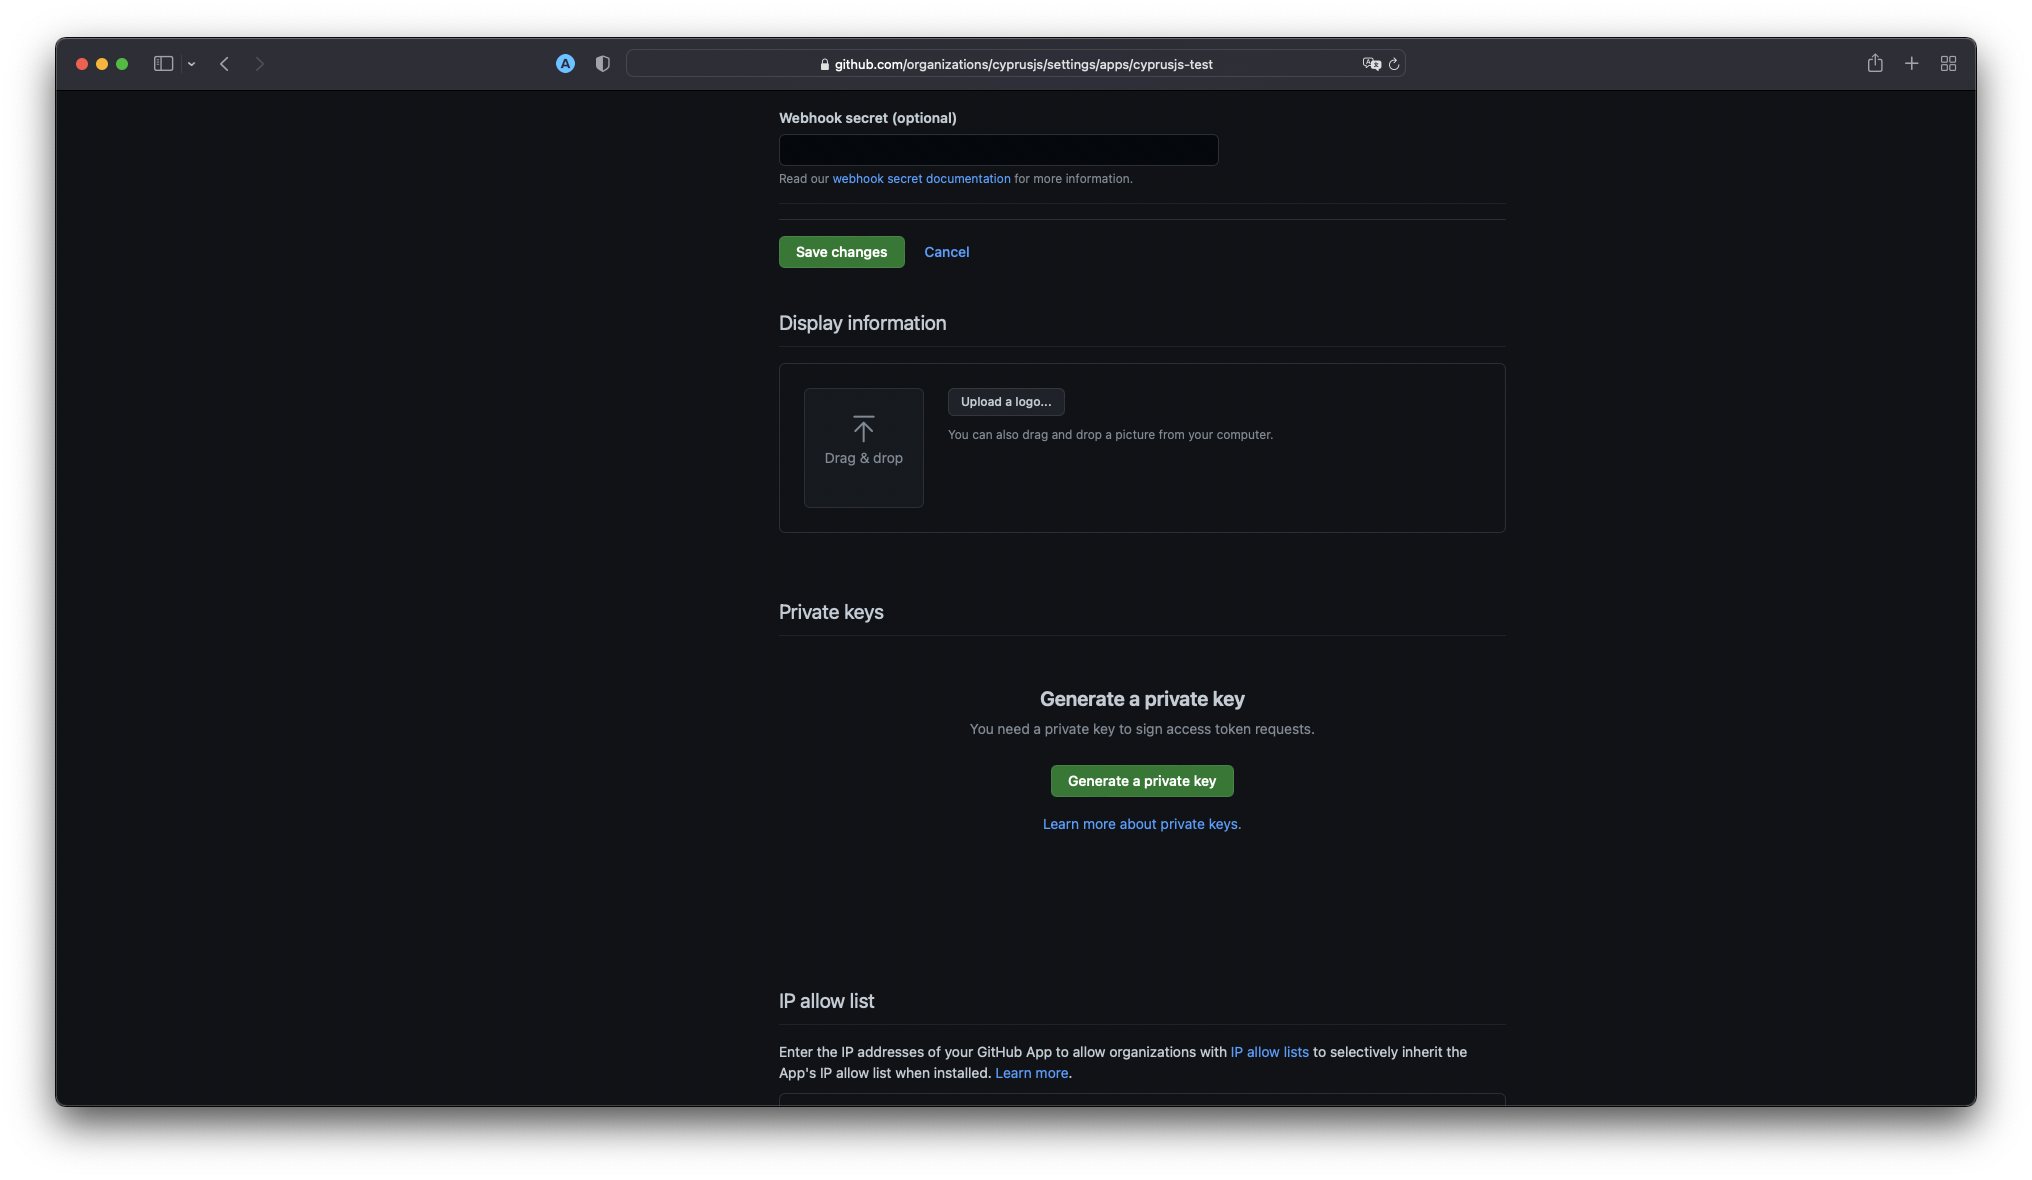 A
github.com/organizations/cyprusjs/settings/apps/cyprusjs-test
Webhook secret (optional)
Read our webhook secret documentation for more information.
Save changes Cancel
Display information
Upload a logo...
You can also drag and drop a picture from your computer.
Drag & drop
Private keys
Generate a private key
You need a private key to sign access token requests.
Generate a private key
Learn more about private keys.
IP allow list
Enter the IP addresses of your GitHub App to allow organizations with IP allow lists to selectively inherit the
App's IP allow list when installed. Learn more.